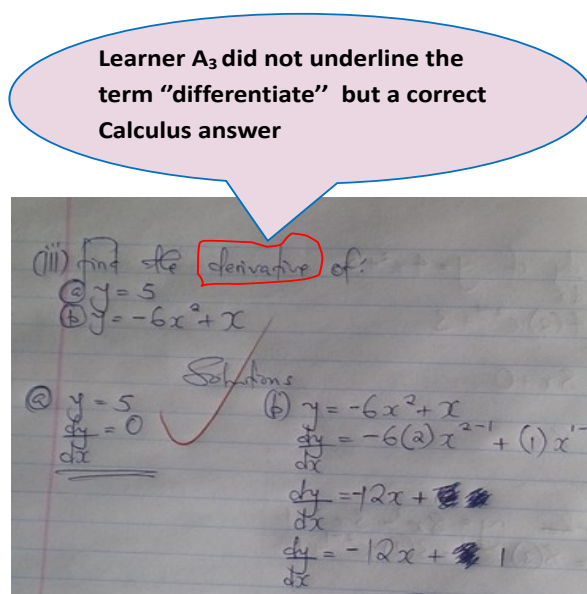 Learner A₃ did not underline the
term ‘’differentiate’’ but a correct
Calculus answer
(iii) find the derivative of:
(a) y = 5
(b) y = -6x² + x
Solutions
(a) y = 5
dy/dx = 0
(b) y = -6x² + x
dy/dx = -6(2)x²⁻¹ + (1)x¹⁻
dy/dx = -12x +
dy/dx = -12x + 1